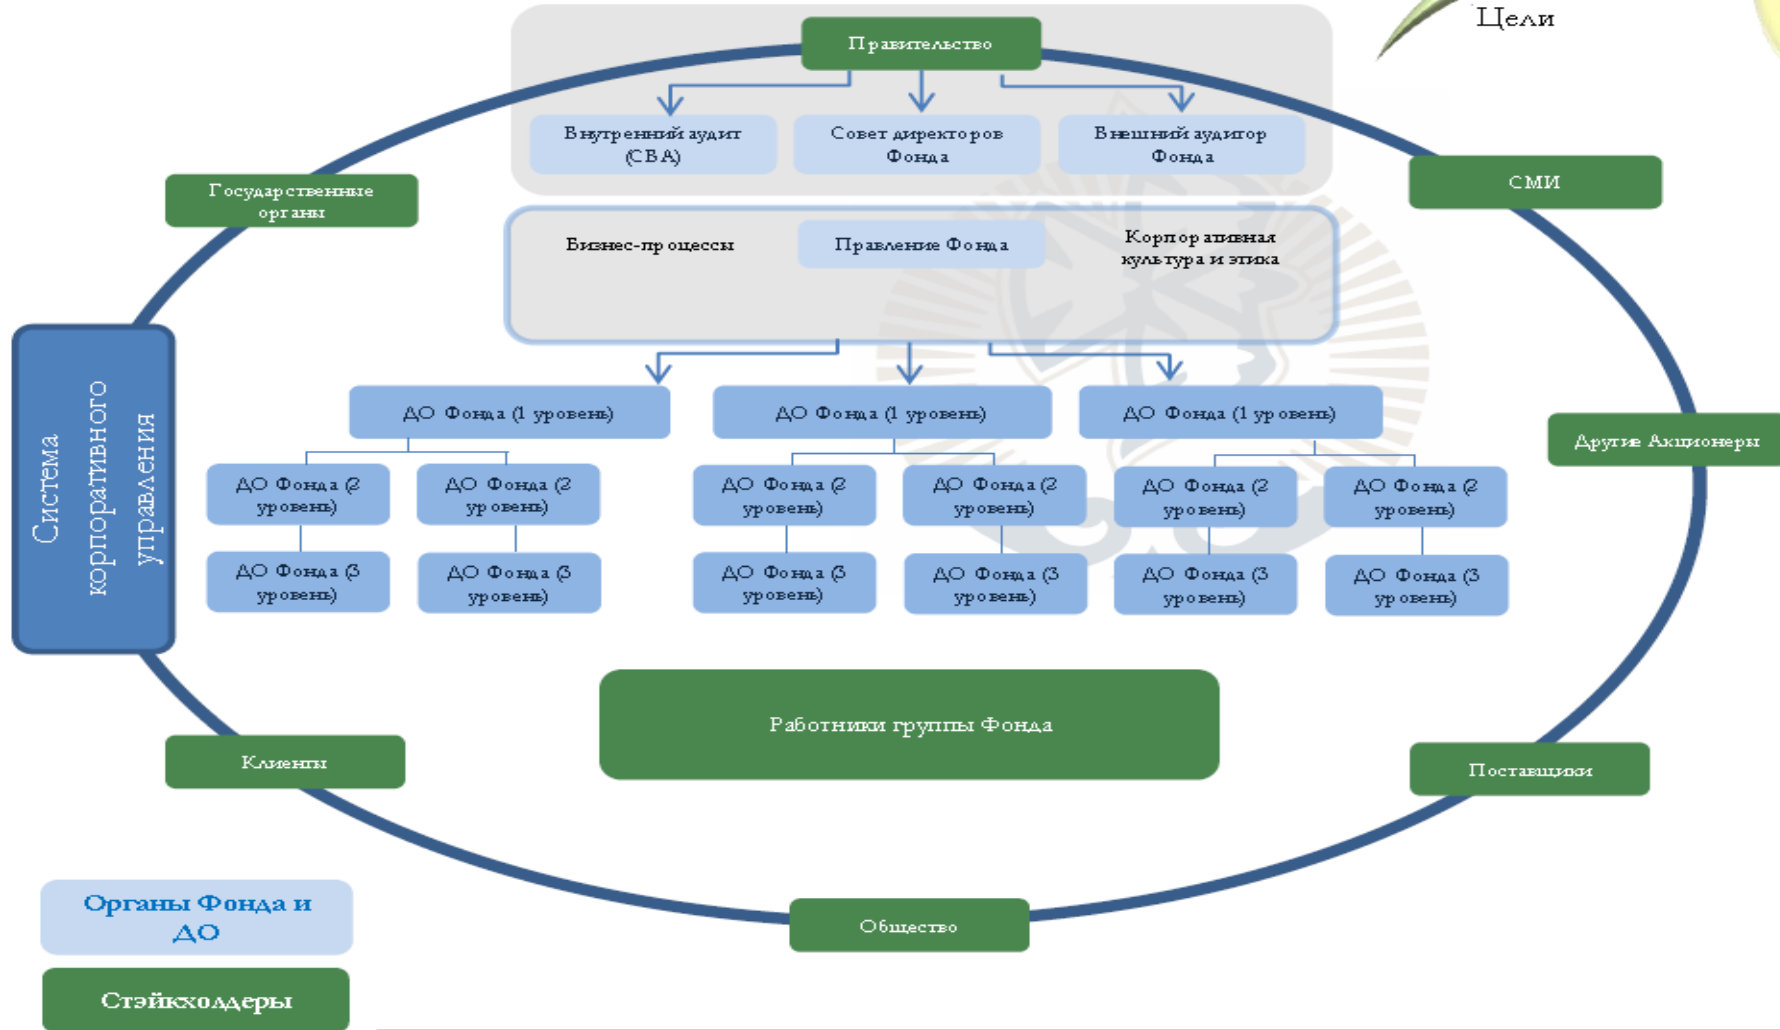 Цели
Правительство
Внутренний аудит
(СВА)
Совет директоров
Фонда
Внешний аудитор
Фонда
Государственные
органы
СМИ
Бизнес-процессы
Правление Фонда
Корпоративная
культура и этика
Система
корпоративного
управления
ДО Фонда (1 уровень)
ДО Фонда (1 уровень)
ДО Фонда (1 уровень)
Другие Акционеры
ДО Фонда (2
уровень)
ДО Фонда (2
уровень)
ДО Фонда (2
уровень)
ДО Фонда (2
уровень)
ДО Фонда (2
уровень)
ДО Фонда (2
уровень)
ДО Фонда (3
уровень)
ДО Фонда (3
уровень)
ДО Фонда (3
уровень)
ДО Фонда (3
уровень)
ДО Фонда (3
уровень)
ДО Фонда (3
уровень)
Работники группы Фонда
Клиенты
Поставщики
Общество
Органы Фонда и
ДО
Стэйкхолдеры